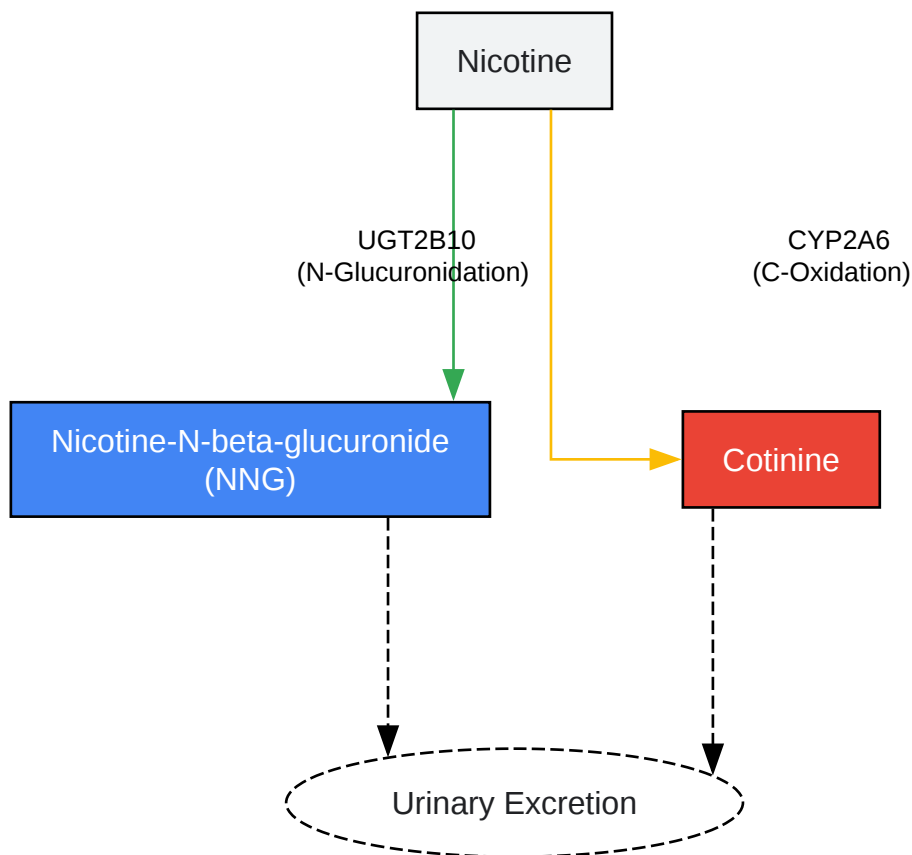 Nicotine
UGT2B10
(N-Glucuronidation)
CYP2A6
(C-Oxidation)
Nicotine-N-beta-glucuronide
(NNG)
Cotinine
Urinary Excretion